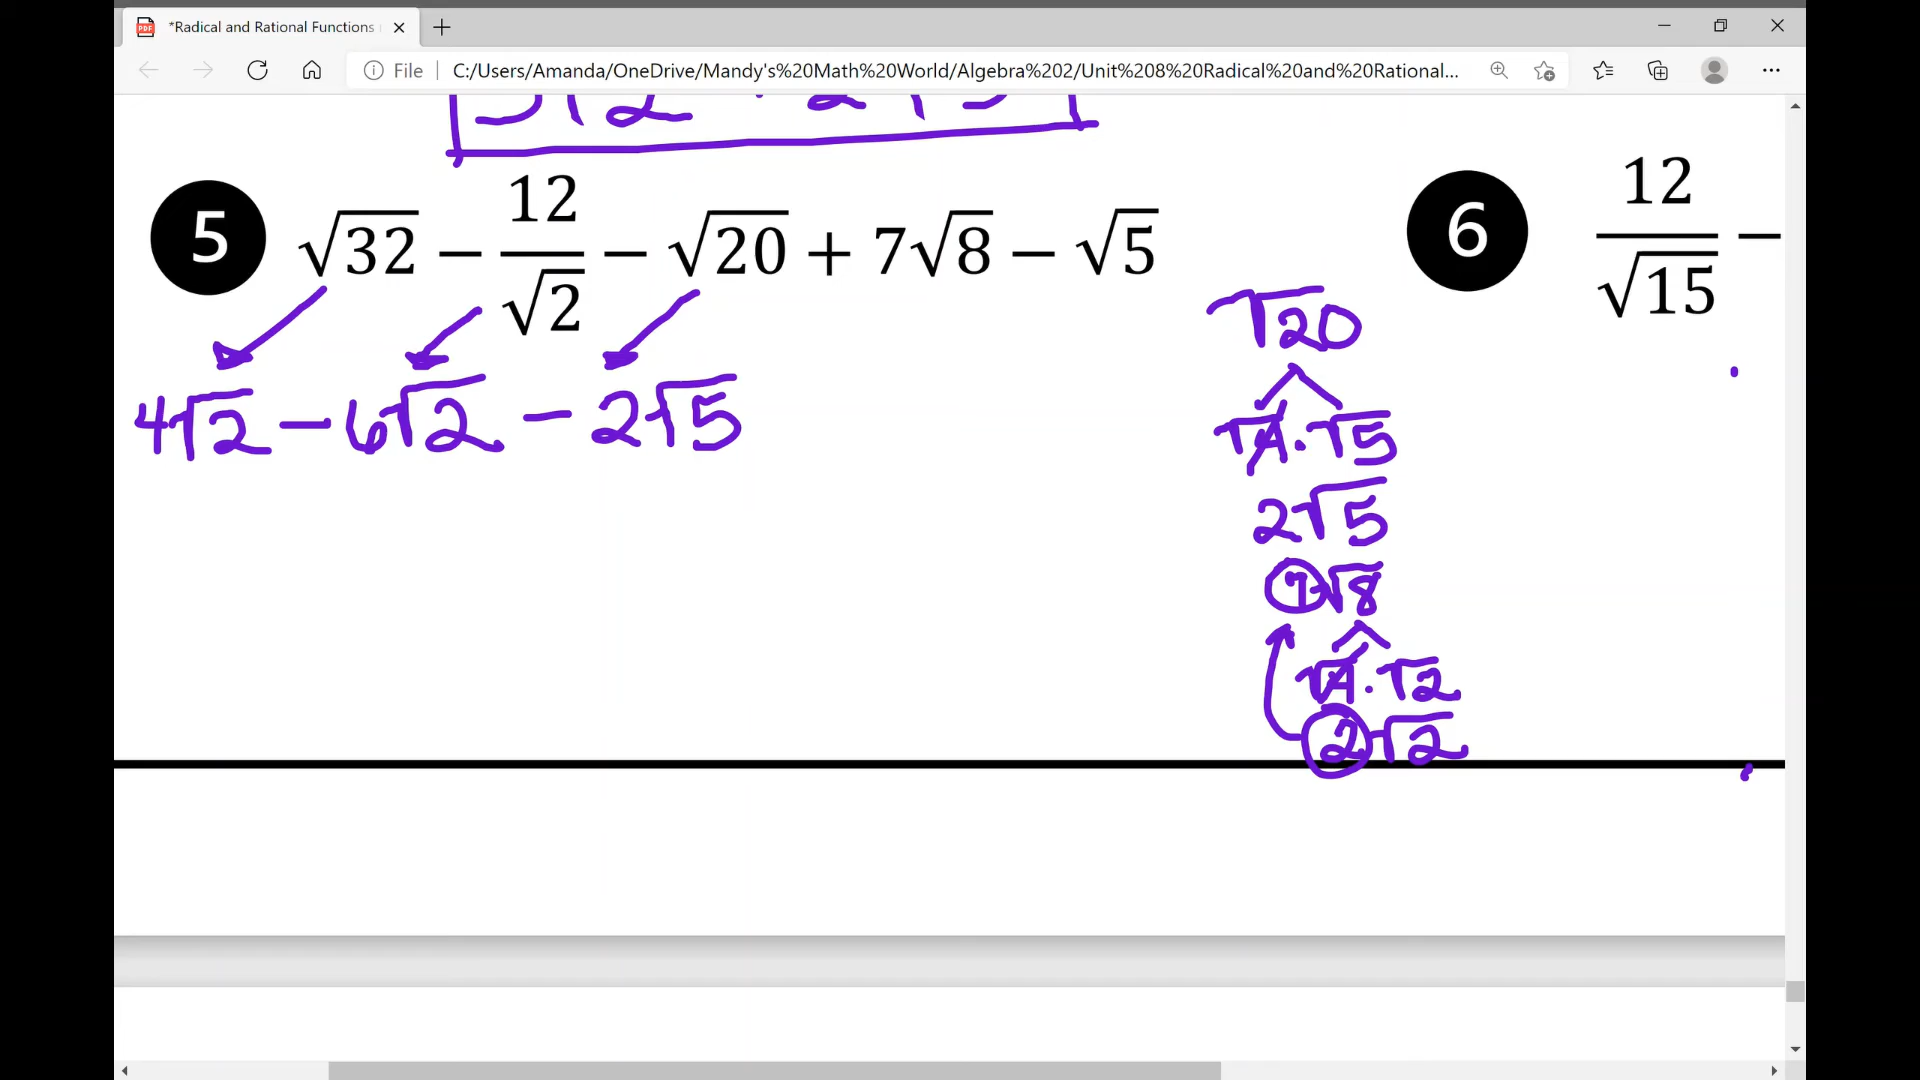 *Radical and Rational Functions
File C:/Users/Amanda/OneDrive/Mandy's%20Math%20World/Algebra%202/Unit%208%20Radical%20and%20Rational...
5 √32 − 12/√2 − √20 + 7√8 − √5
6 12/√15 −
4√2 − 6√2 − 2√5
√20
√4 · √5
2√5
7√8
√4 · √2
2√2